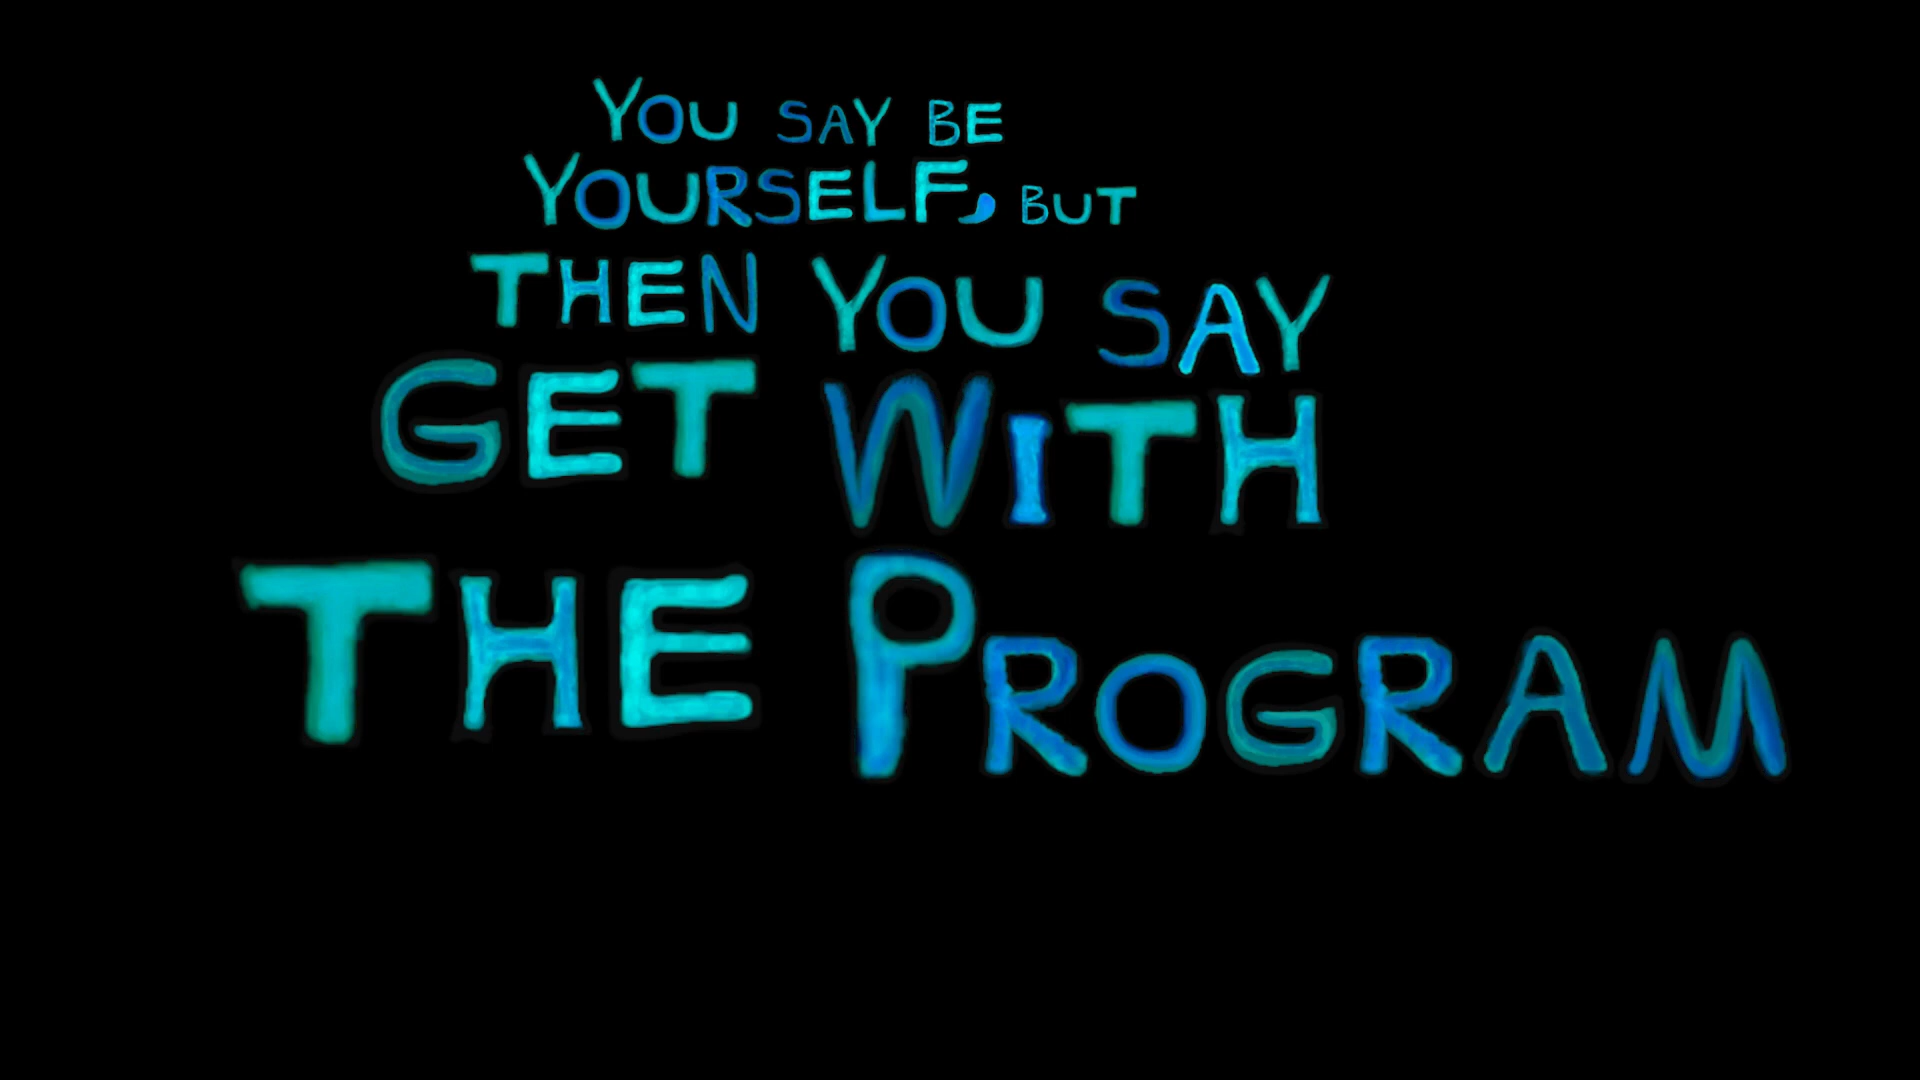 You say be
Yourself, but
then You say
Get With
the Program